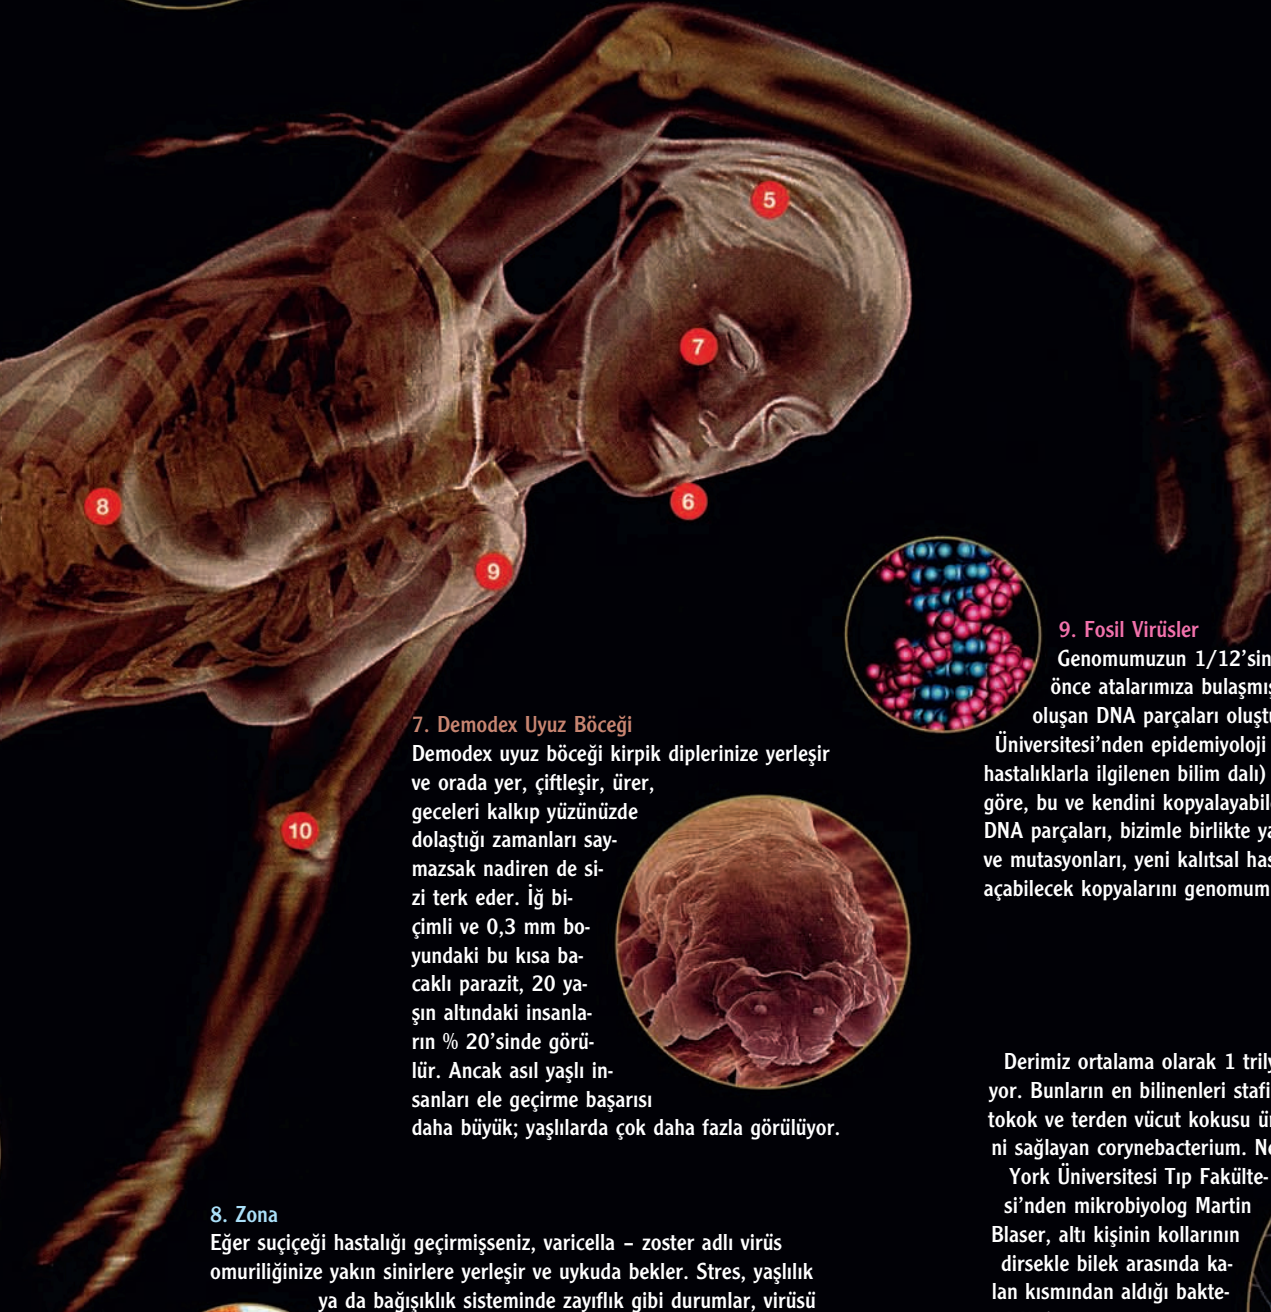 5
7
8
6
9
10
7. Demodex Uyuz Böceği
Demodex uyuz böceği kirpik diplerinize yerleşir
ve orada yer, çiftleşir, ürer,
geceleri kalkıp yüzünüzde
dolaştığı zamanları say-
mazsak nadiren de si-
zi terk eder. İğ bi-
çimli ve 0,3 mm bo-
yundaki bu kısa ba-
caklı parazit, 20 ya-
şın altındaki insanla-
rın % 20’sinde görü-
lür. Ancak asıl yaşlı in-
sanları ele geçirme başarısı
daha büyük; yaşlılarda çok daha fazla görülüyor.
8. Zona
Eğer suçiçeği hastalığı geçirmişseniz, varicella – zoster adlı virüs
omuriliğinize yakın sinirlere yerleşir ve uykuda bekler. Stres, yaşlılık
ya da bağışıklık sisteminde zayıflık gibi durumlar, virüsü
9. Fosil Virüsler
Genomumuzun 1/12’sin
önce atalarımıza bulaşmış
oluşan DNA parçaları oluştu
Üniversitesi’nden epidemiyoloji
hastalıklarla ilgilenen bilim dalı)
göre, bu ve kendini kopyalayabil
DNA parçaları, bizimle birlikte ya
ve mutasyonları, yeni kalıtsal has
açabilecek kopyalarını genomum
Derimiz ortalama olarak 1 trily
yor. Bunların en bilinenleri stafi
tokok ve terden vücut kokusu ür
ni sağlayan corynebacterium. Ne
York Üniversitesi Tıp Fakülte-
si’nden mikrobiyolog Martin
Blaser, altı kişinin kollarının
dirsekle bilek arasında ka-
lan kısmından aldığı bakte-